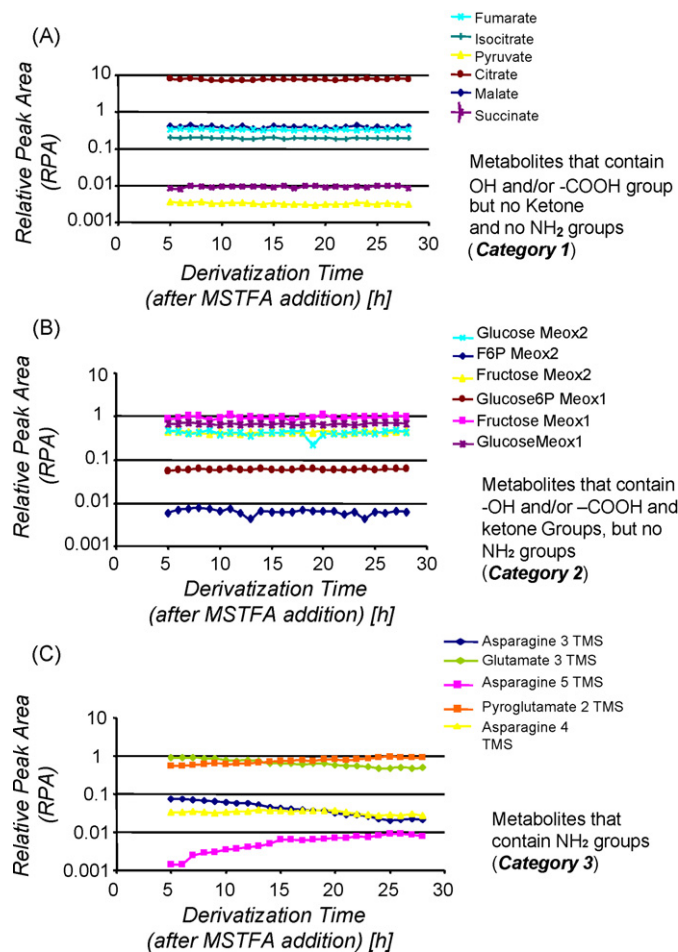 (A)
Fumarate
Isocitrate
Pyruvate
Citrate
Malate
Succinate
10
1
0.1
0.01
0.001
0 5 10 15 20 25 30
Relative Peak Area
(RPA)
Derivatization Time
(after MSTFA addition) [h]
Metabolites that contain
OH and/or -COOH group
but no Ketone
and no NH₂ groups
(Category 1)
(B)
Glucose Meox2
F6P Meox2
Fructose Meox2
Glucose6P Meox1
Fructose Meox1
GlucoseMeox1
10
1
0.1
0.01
0.001
0 5 10 15 20 25 30
Relative Peak Area
(RPA)
Derivatization Time
(after MSTFA addition) [h]
Metabolites that contain
-OH and/or –COOH and
ketone Groups, but no
NH₂ groups
(Category 2)
(C)
Asparagine 3 TMS
Glutamate 3 TMS
Asparagine 5 TMS
Pyroglutamate 2 TMS
Asparagine 4
TMS
10
1
0.1
0.01
0.001
0 5 10 15 20 25 30
Relative Peak Area
(RPA)
Derivatization Time
(after MSTFA addition) [h]
Metabolites that
contain NH₂ groups
(Category 3)